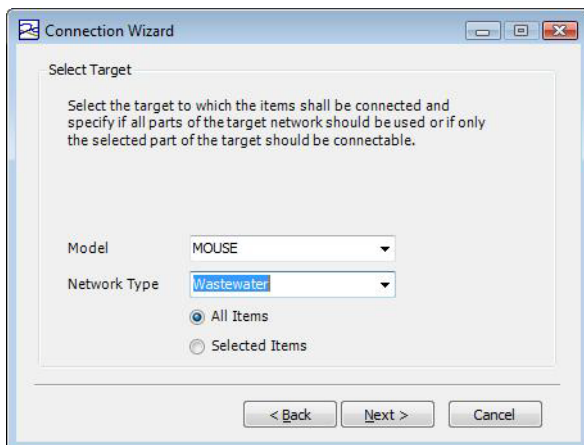 Connection Wizard
Select Target
Select the target to which the items shall be connected and
specify if all parts of the target network should be used or if only
the selected part of the target should be connectable.
Model MOUSE
Network Type Wastewater
All Items
Selected Items
< Back Next > Cancel